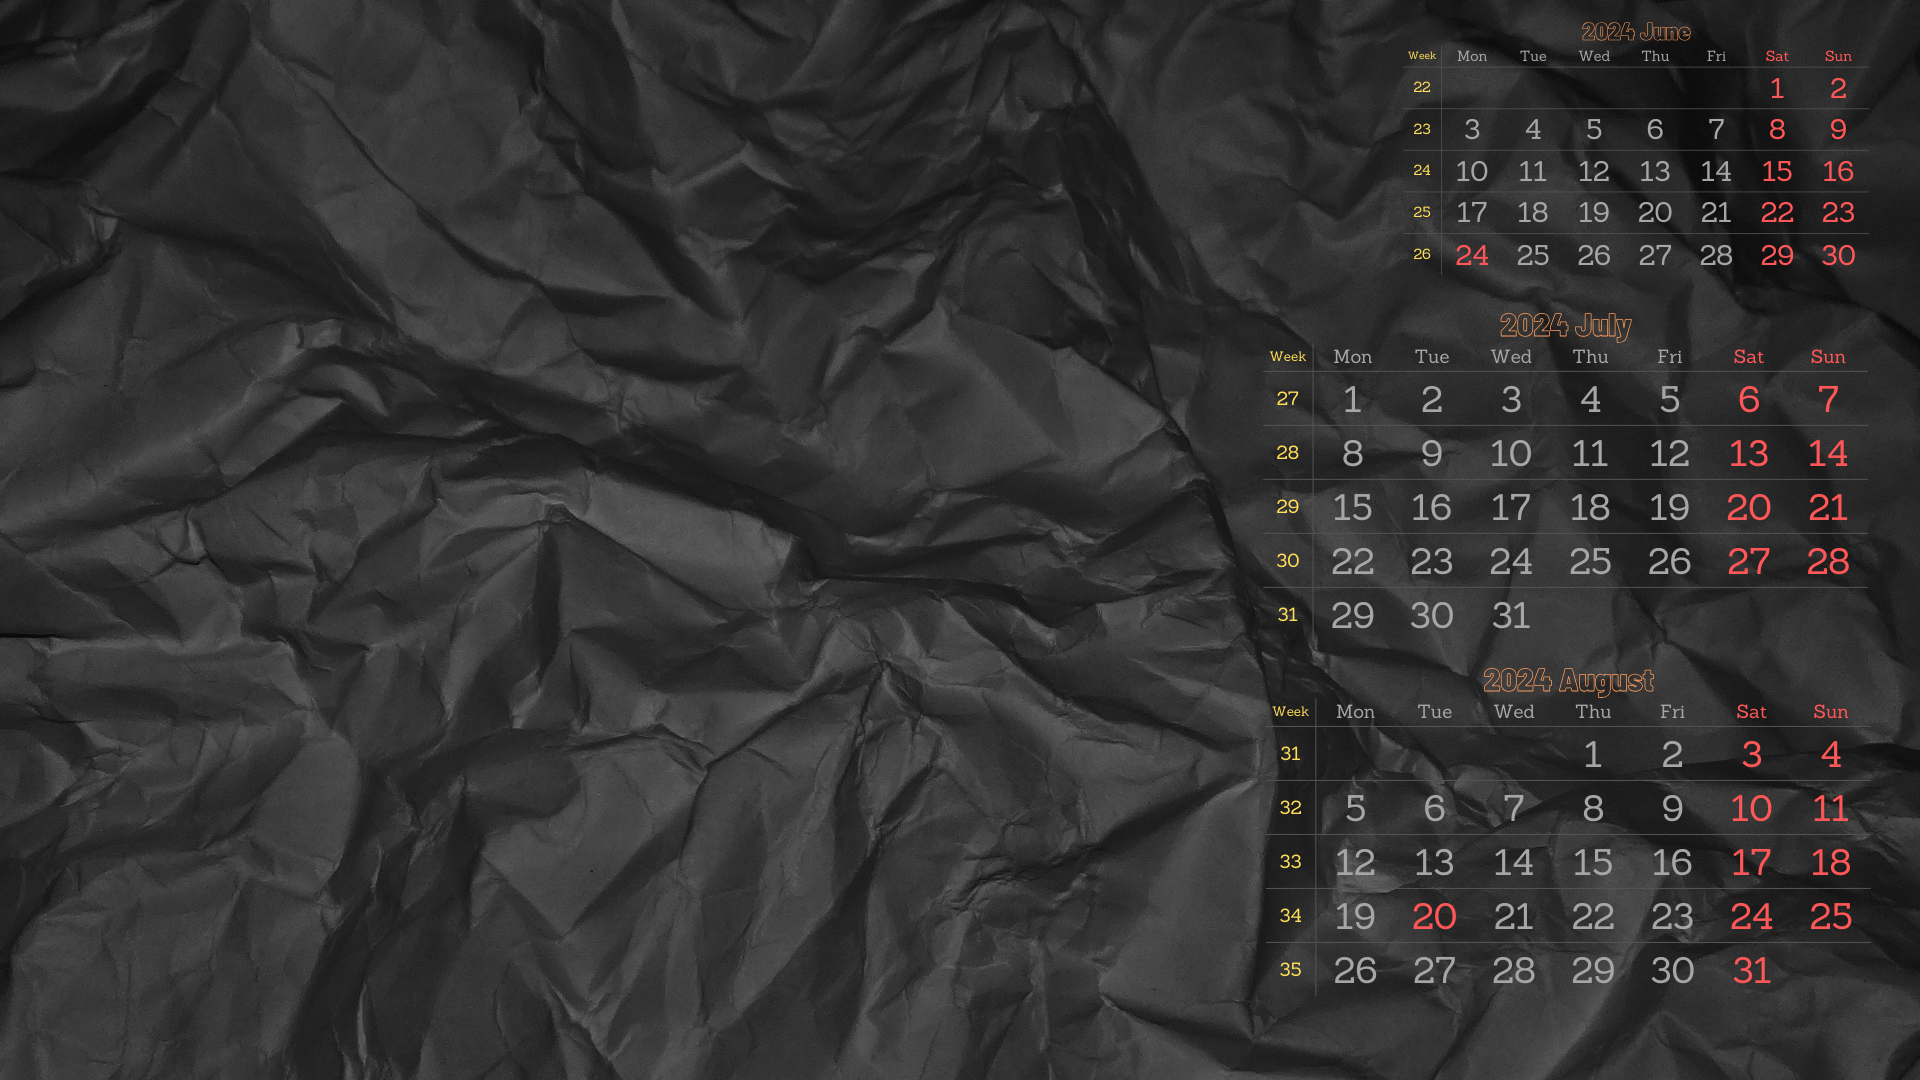 2024 June
Week Mon Tue Wed Thu Fri Sat Sun
22 1 2
23 3 4 5 6 7 8 9
24 10 11 12 13 14 15 16
25 17 18 19 20 21 22 23
26 24 25 26 27 28 29 30
2024 July
Week Mon Tue Wed Thu Fri Sat Sun
27 1 2 3 4 5 6 7
28 8 9 10 11 12 13 14
29 15 16 17 18 19 20 21
30 22 23 24 25 26 27 28
31 29 30 31
2024 August
Week Mon Tue Wed Thu Fri Sat Sun
31 1 2 3 4
32 5 6 7 8 9 10 11
33 12 13 14 15 16 17 18
34 19 20 21 22 23 24 25
35 26 27 28 29 30 31